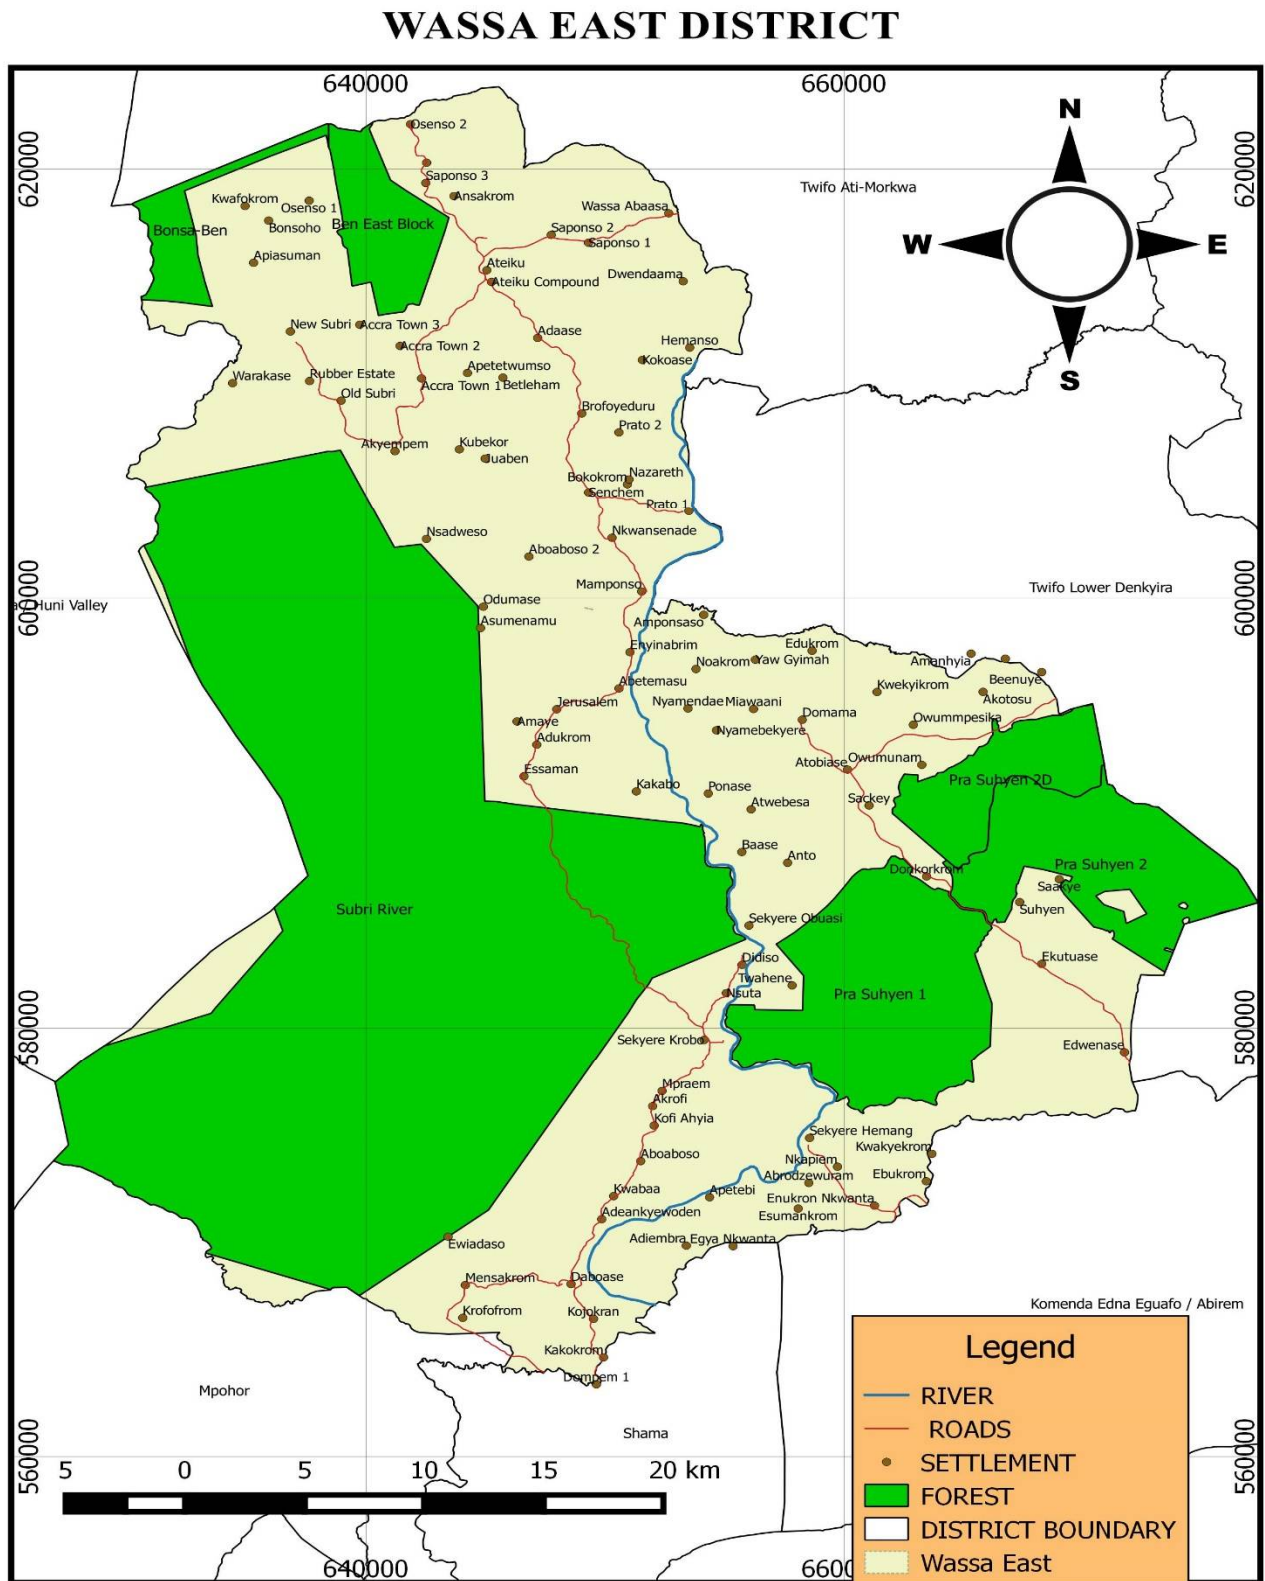 WASSA EAST DISTRICT
640000
660000
N
Osenso 2
620000
620000
Saponso 3
Twifo Ati-Morkwa
Ansakrom
Kwafokrom
Osenso 1
Wassa Abaasa
Bonsa-Ben
Bonsoho
Ben East Block
Saponso 2
Saponso 1
W
E
Apiasuman
Ateiku
Dwendaama
Ateiku Compound
New Subri
Accra Town 3
Adaase
Accra Town 2
Hemanso
Kokoase
S
Warakase
Rubber Estate
Apetetwumso
Accra Town 1
Betleham
Old Subri
Brofoyeduru
Prato 2
Akyempem
Kubekor
Juaben
Bokokrom
Nazareth
Senchem
Prato 1
Nsadweso
Nkwansenade
Aboaboso 2
Mamponso
Twifo Lower Denkyira
600000
600000
a / Huni Valley
Odumase
Asumenamu
Amponsaso
Enyinabrim
Edukrom
Noakrom
Yaw Gyimah
Amanhyia
Beenuye
Abetemasu
Kwekyikrom
Akotosu
Jerusalem
Nyamendae
Miawaani
Domama
Amaye
Nyamebekyere
Owummpesika
Adukrom
Essaman
Atobiase
Owumunam
Kakabo
Ponase
Pra Suhyen 2D
Atwebesa
Sackey
Baase
Anto
Donkorkrom
Pra Suhyen 2
Saakye
Subri River
Suhyen
Sekyere Obuasi
Didiso
Ekutuase
Twahene
Nsuta
Pra Suhyen 1
580000
580000
Sekyere Krobo
Edwenase
Mpraem
Akrofi
Kofi Ahyia
Sekyere Hemang
Kwakyekrom
Aboaboso
Nkapiem
Abrodzewuram
Ebukrom
Kwabaa
Apetebi
Enukron Nkwanta
Adeankyewoden
Esumankrom
Ewiadaso
Adiembra
Egya Nkwanta
Mensakrom
Daboase
Krofofrom
Kojokran
Komenda Edna Eguafo / Abirem
Kakokrom
Dompem 1
Mpohor
Shama
Legend
RIVER
ROADS
SETTLEMENT
FOREST
DISTRICT BOUNDARY
Wassa East
560000
560000
5 0 5 10 15 20 km
640000
6600